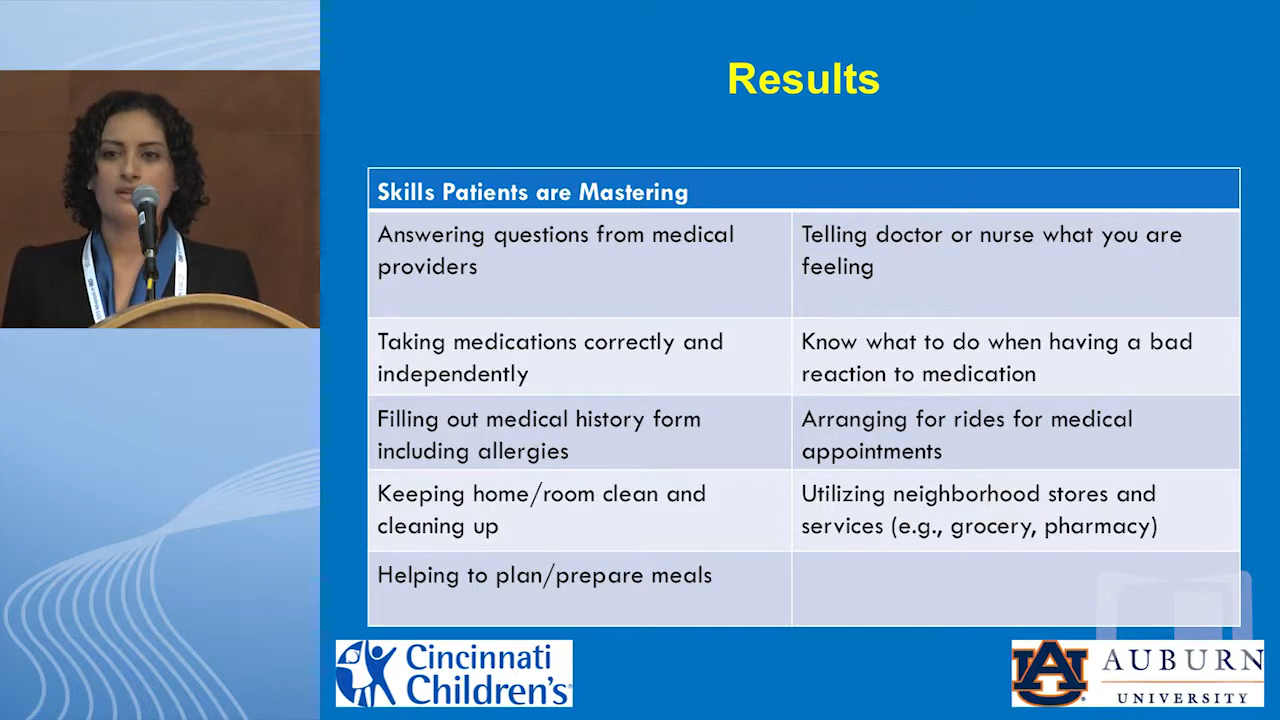 Results
Skills Patients are Mastering
Answering questions from medical
providers
Telling doctor or nurse what you are
feeling
Taking medications correctly and
independently
Know what to do when having a bad
reaction to medication
Filling out medical history form
including allergies
Arranging for rides for medical
appointments
Keeping home/room clean and
cleaning up
Utilizing neighborhood stores and
services (e.g., grocery, pharmacy)
Helping to plan/prepare meals
Cincinnati
Children's
AUBURN
UNIVERSITY